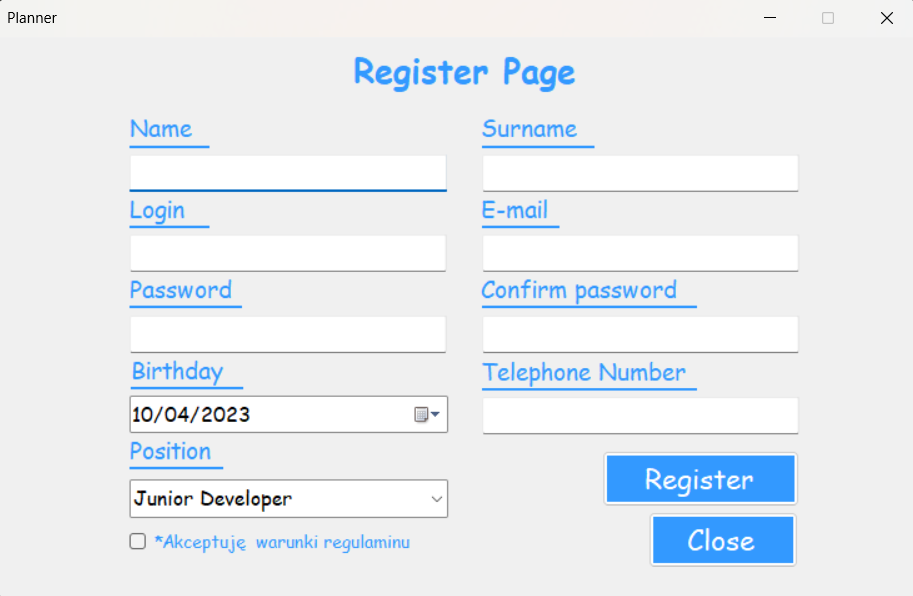 Planner
Register Page
Name
Surname
Login
E-mail
Password
Confirm password
Birthday
Telephone Number
10/04/2023
Position
Junior Developer
Register
*Akceptuję warunki regulaminu
Close